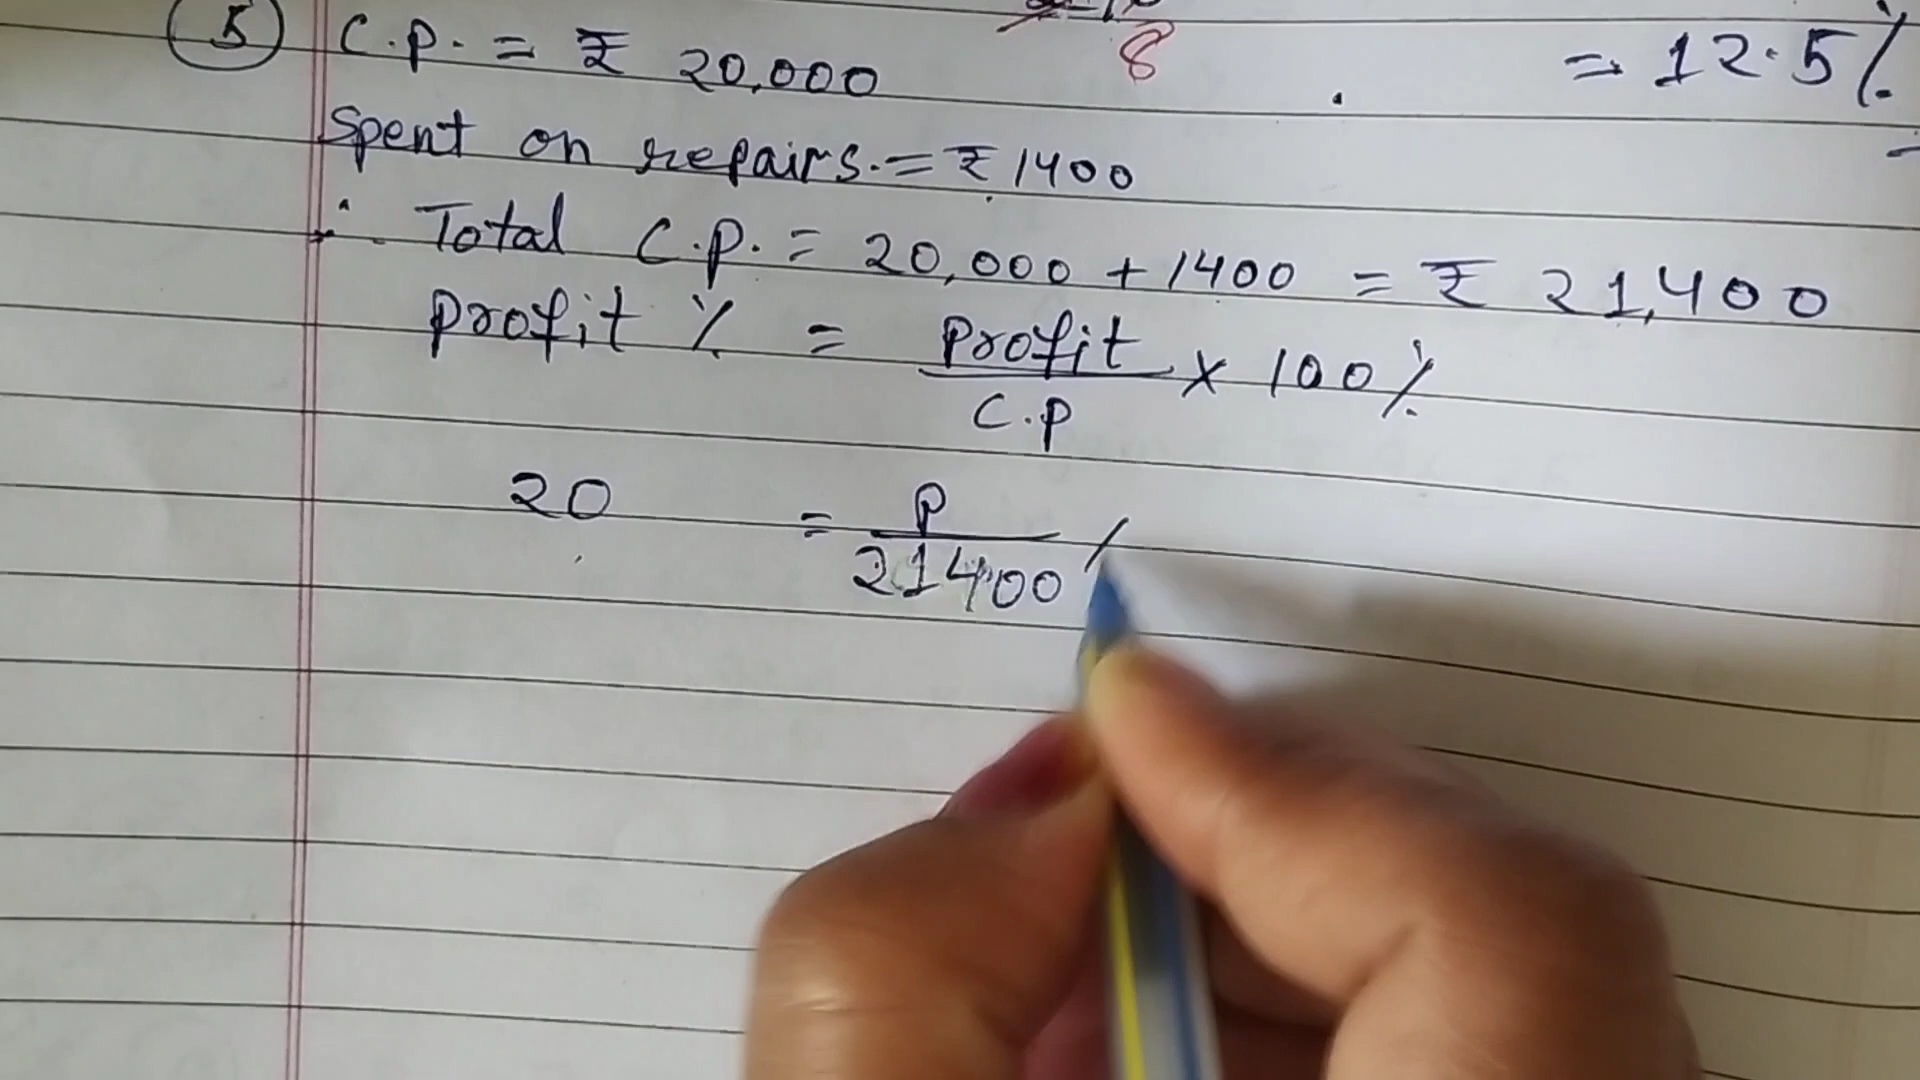 5 C.P. = ₹ 20,000
8
= 12.5%
Spent on repairs. = ₹ 1400
∴ Total C.P. = 20,000 + 1400 = ₹ 21,400
Profit % = Profit / C.P × 100%
20 = P / 21400